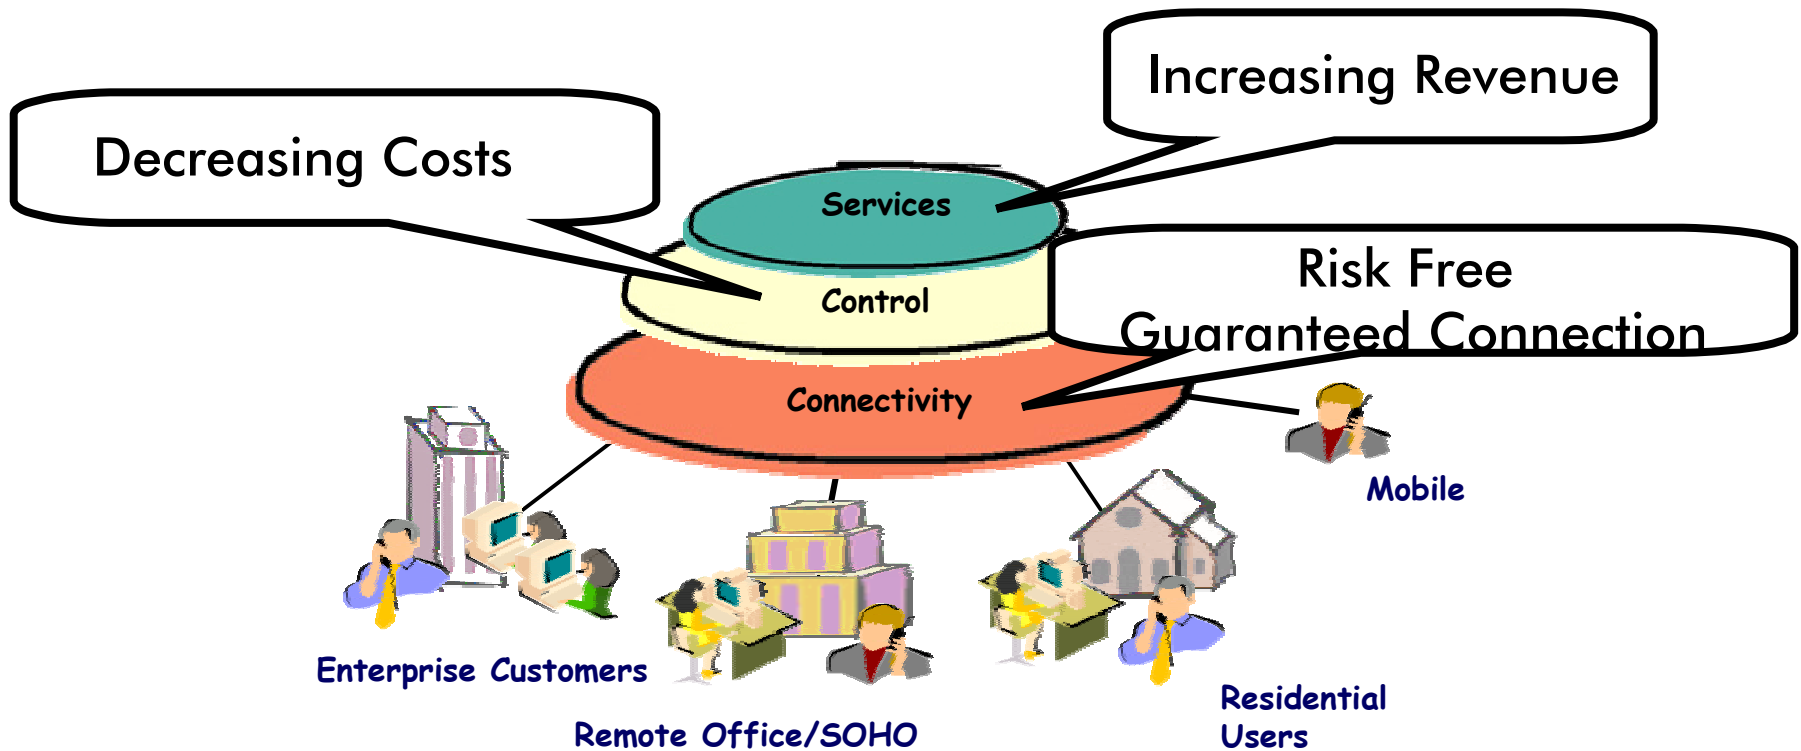 Increasing Revenue
Decreasing Costs
Services
Risk Free
Guaranteed Connection
Control
Connectivity
Mobile
Enterprise Customers
Remote Office/SOHO
Residential
Users